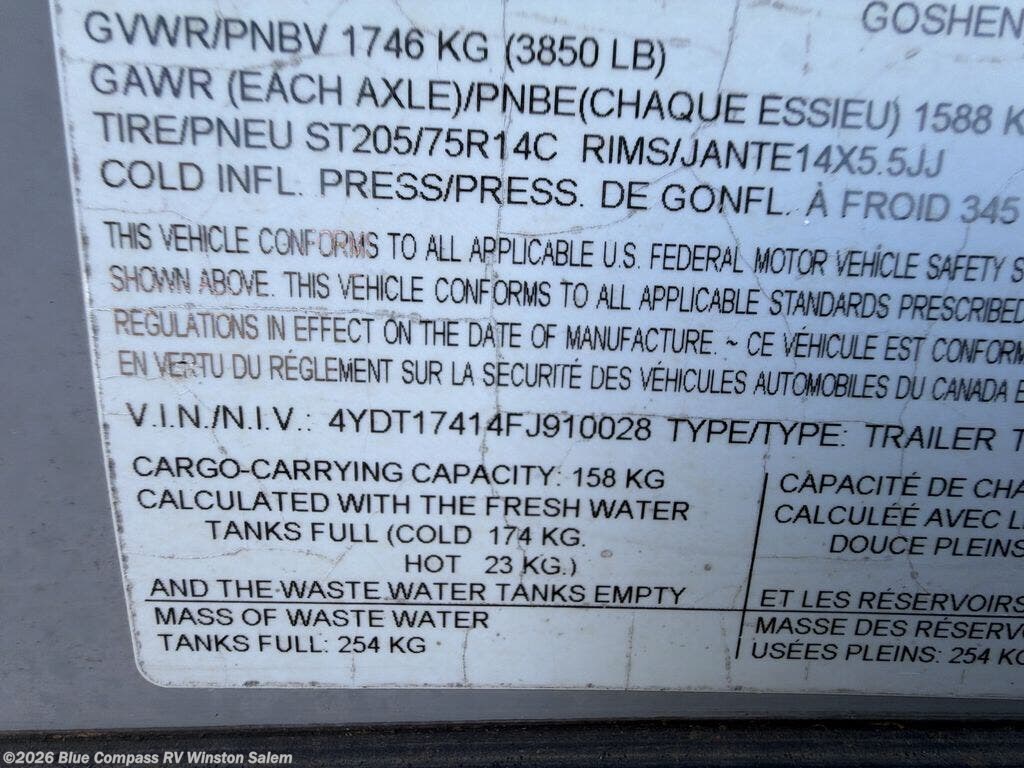 GOSHEN
GVWR/PNBV 1746 KG (3850 LB)
GAWR (EACH AXLE)/PNBE(CHAQUE ESSIEU) 1588 K
TIRE/PNEU ST205/75R14C RIMS/JANTE14X5.5JJ
COLD INFL. PRESS/PRESS. DE GONFL. À FROID 345
THIS VEHICLE CONFORMS TO ALL APPLICABLE U.S. FEDERAL MOTOR VEHICLE SAFETY S
SHOWN ABOVE. THIS VEHICLE CONFORMS TO ALL APPLICABLE STANDARDS PRESCRIBED
REGULATIONS IN EFFECT ON THE DATE OF MANUFACTURE. ~ CE VÉHICULE EST CONFORM
EN VERTU DU RÉGLEMENT SUR LA SÉCURITÉ DES VÉHICULES AUTOMOBILES DU CANADA E
V.I.N./N.I.V.: 4YDT17414FJ910028 TYPE/TYPE: TRAILER T
CARGO-CARRYING CAPACITY: 158 KG
CALCULATED WITH THE FRESH WATER
TANKS FULL (COLD 174 KG.
HOT 23 KG.)
AND THE WASTE WATER TANKS EMPTY
MASS OF WASTE WATER
TANKS FULL: 254 KG
CAPACITÉ DE CHA
CALCULÉE AVEC L
DOUCE PLEINS
ET LES RÉSERVOIRS
MASSE DES RÉSERV
USÉES PLEINS: 254 KG
©2026 Blue Compass RV Winston Salem